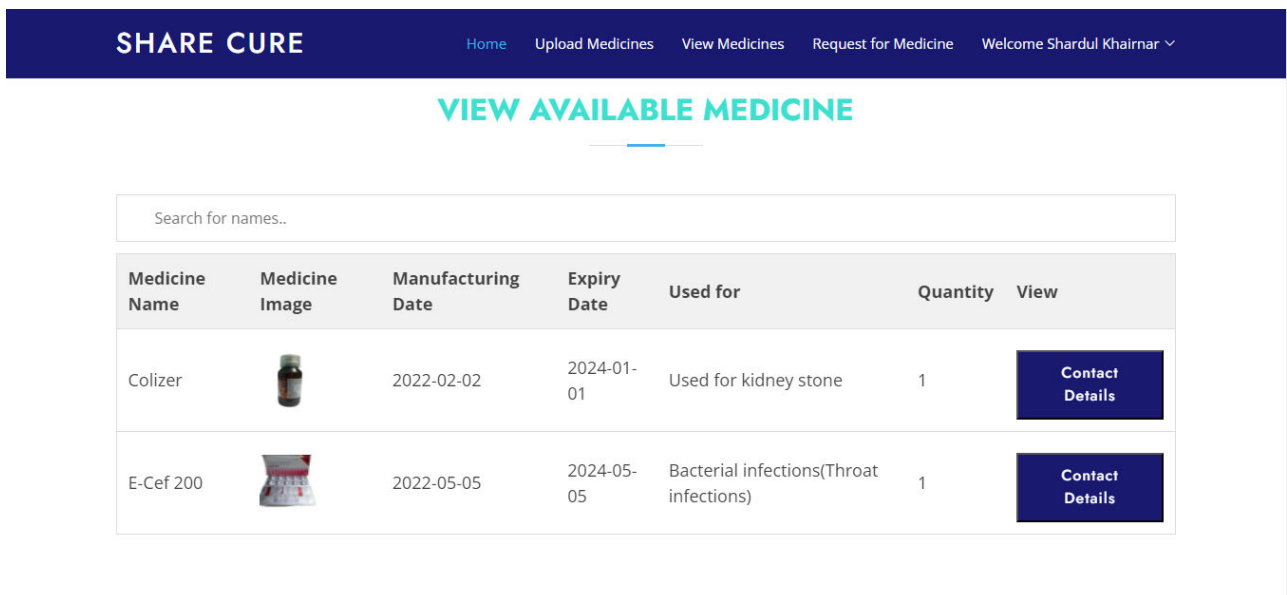 SHARE CURE Home Upload Medicines View Medicines Request for Medicine Welcome Shardul Khairnar
VIEW AVAILABLE MEDICINE
Search for names..
Medicine Name Medicine Image Manufacturing Date Expiry Date Used for Quantity View
Colizer 2022-02-02 2024-01-01 Used for kidney stone 1 Contact Details
E-Cef 200 2022-05-05 2024-05-05 Bacterial infections(Throat infections) 1 Contact Details